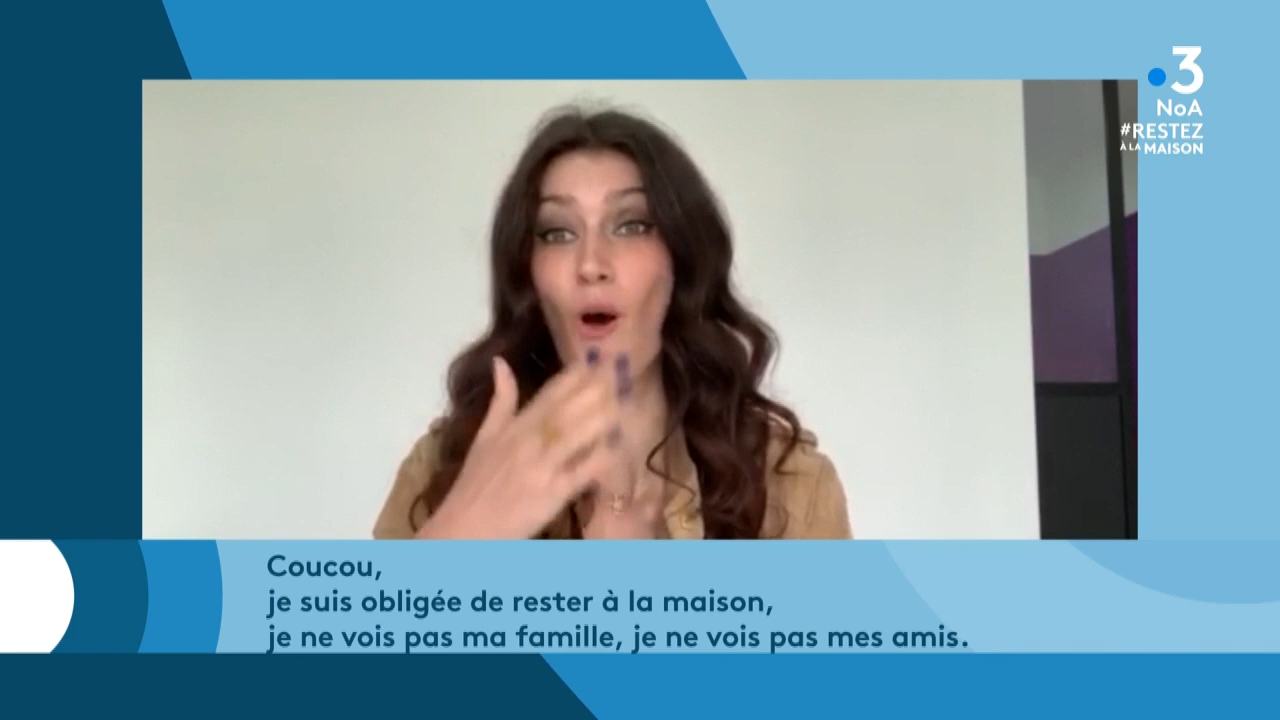 3
NoA
#RESTEZ
À LA MAISON
Coucou,
je suis obligée de rester à la maison,
je ne vois pas ma famille, je ne vois pas mes amis.